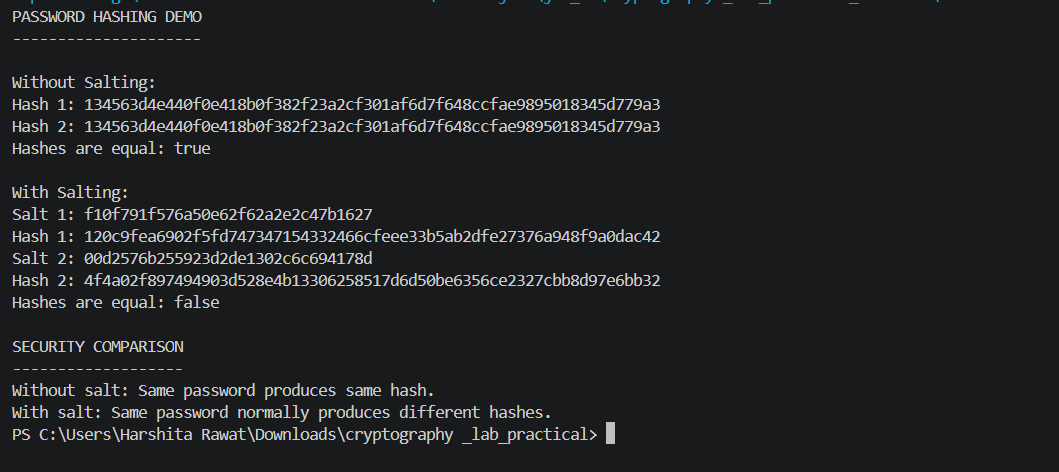 PASSWORD HASHING DEMO
---------------------
Without Salting:
Hash 1: 134563d4e440f0e418b0f382f23a2cf301af6d7f648ccfae9895018345d779a3
Hash 2: 134563d4e440f0e418b0f382f23a2cf301af6d7f648ccfae9895018345d779a3
Hashes are equal: true
With Salting:
Salt 1: f10f791f576a50e62f62a2e2c47b1627
Hash 1: 120c9fea6902f5fd747347154332466cfeee33b5ab2dfe27376a948f9a0dac42
Salt 2: 00d2576b255923d2de1302c6c694178d
Hash 2: 4f4a02f897494903d528e4b13306258517d6d50be6356ce2327cbb8d97e6bb32
Hashes are equal: false
SECURITY COMPARISON
-------------------
Without salt: Same password produces same hash.
With salt: Same password normally produces different hashes.
PS C:\Users\Harshita Rawat\Downloads\cryptography _lab_practical>